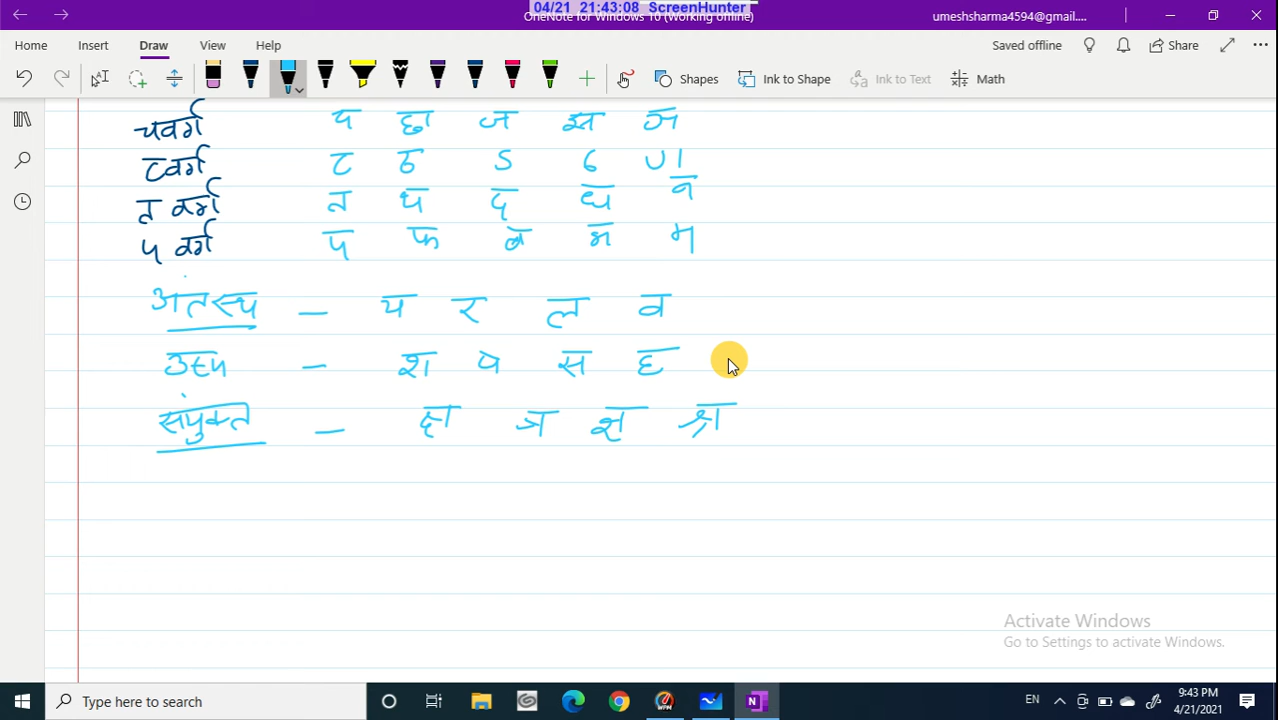 04/21 21:43:08 ScreenHunter
OneNote for Windows 10 (Working offline)
umeshsharma4594@gmail....
Home Insert Draw View Help
Saved offline Share
Shapes Ink to Shape Ink to Text Math
चवर्ग च छ ज झ ञ
टवर्ग ट ठ ड ढ ण
त वर्ग त थ द ध न
प वर्ग प फ ब भ म
अंतस्थ – य र ल व
उष्म – श ष स ह
संयुक्त – क्ष त्र ज्ञ श्र
Activate Windows
Go to Settings to activate Windows.
Type here to search
EN
9:43 PM
4/21/2021